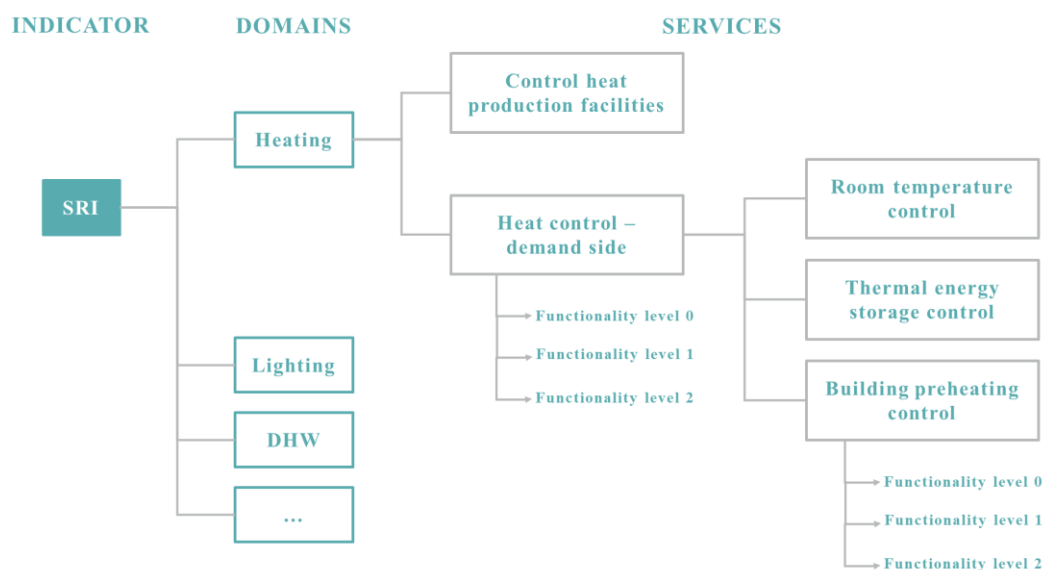 INDICATOR
DOMAINS
SERVICES
Control heat
production facilities
Heating
Room temperature
control
SRI
Heat control –
demand side
Thermal energy
storage control
Functionality level 0
Functionality level 1
Lighting
Functionality level 2
Building preheating
control
DHW
Functionality level 0
...
Functionality level 1
Functionality level 2